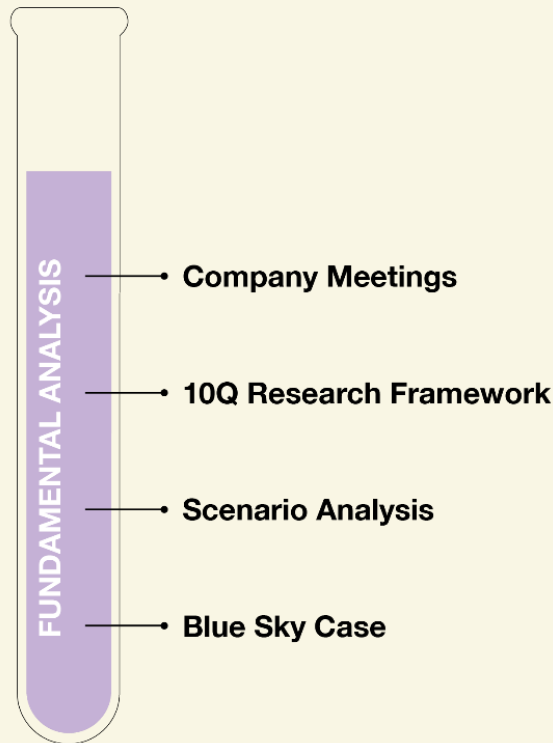 FUNDAMENTAL ANALYSIS
Company Meetings
10Q Research Framework
Scenario Analysis
Blue Sky Case